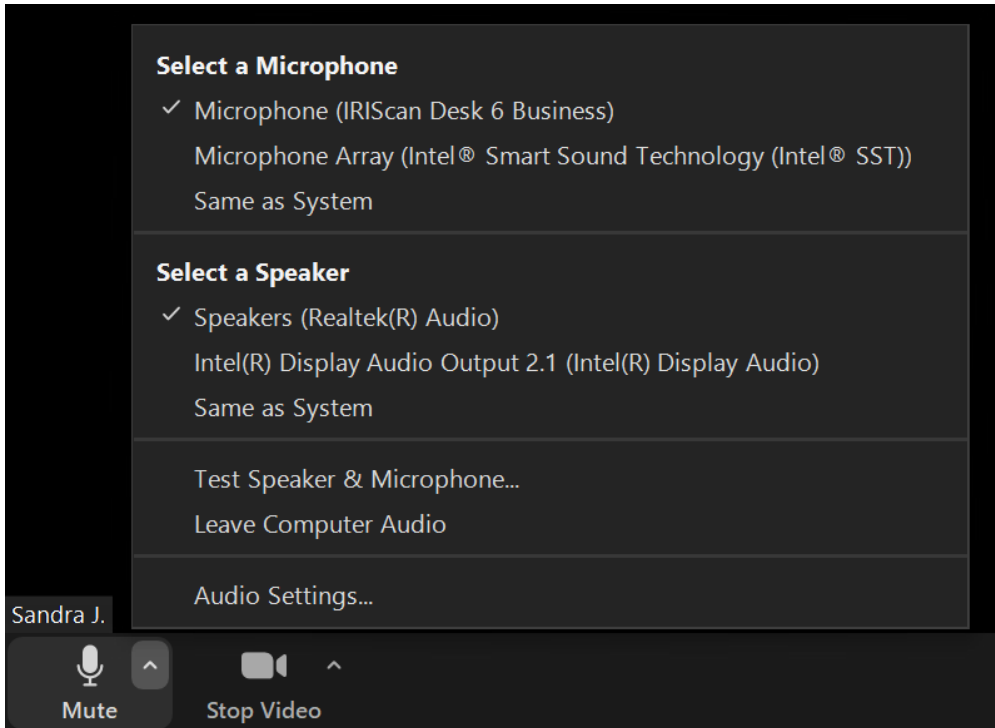 Select a Microphone
Microphone (IRIScan Desk 6 Business)
Microphone Array (Intel® Smart Sound Technology (Intel® SST))
Same as System
Select a Speaker
Speakers (Realtek(R) Audio)
Intel(R) Display Audio Output 2.1 (Intel(R) Display Audio)
Same as System
Test Speaker & Microphone...
Leave Computer Audio
Audio Settings...
Sandra J.
Mute
Stop Video